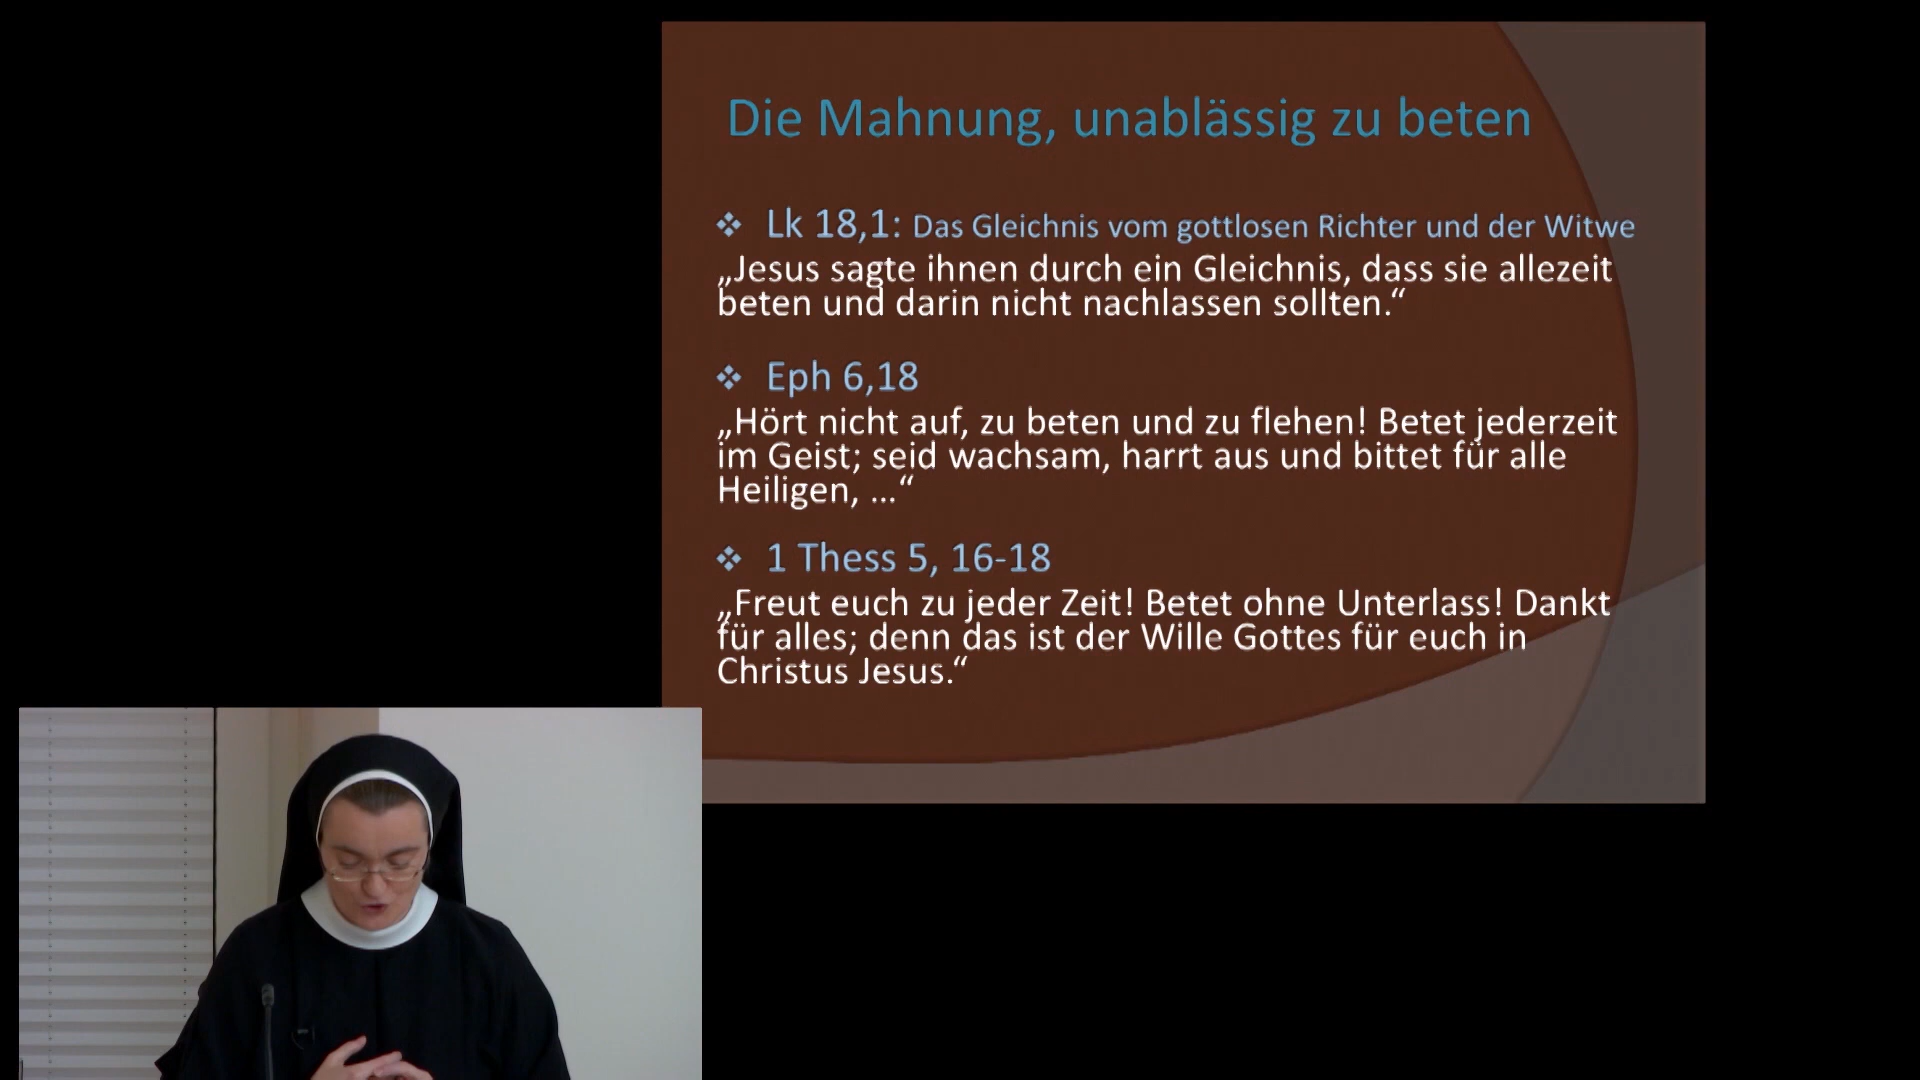 Die Mahnung, unablässig zu beten
❖ Lk 18,1: Das Gleichnis vom gottlosen Richter und der Witwe
„Jesus sagte ihnen durch ein Gleichnis, dass sie allezeit
beten und darin nicht nachlassen sollten.“
❖ Eph 6,18
„Hört nicht auf, zu beten und zu flehen! Betet jederzeit
im Geist; seid wachsam, harrt aus und bittet für alle
Heiligen, ...“
❖ 1 Thess 5, 16-18
„Freut euch zu jeder Zeit! Betet ohne Unterlass! Dankt
für alles; denn das ist der Wille Gottes für euch in
Christus Jesus.“